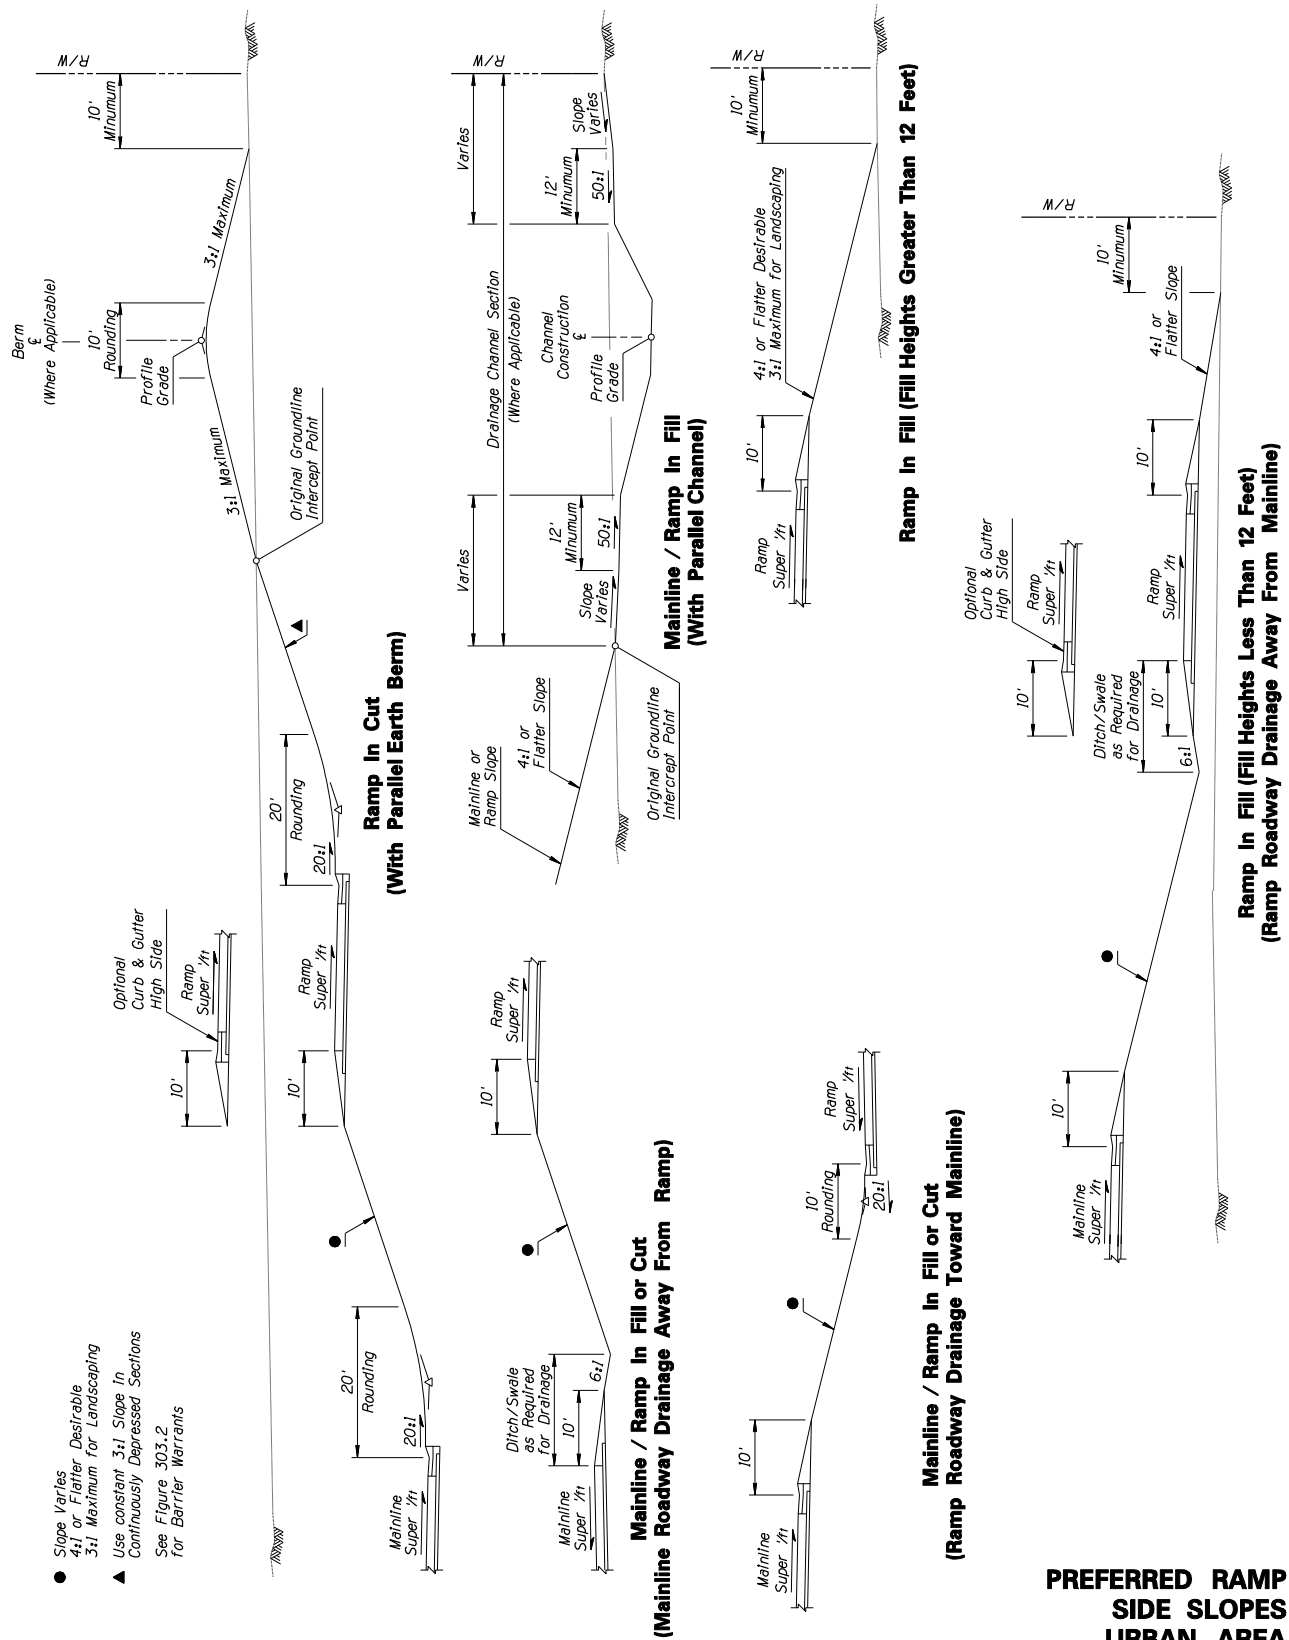 ● Slope Varies
4:1 or Flatter Desirable
3:1 Maximum for Landscaping
▲ Use constant 3:1 Slope in
Continuously Depressed Sections
See Figure 303.2
for Barrier Warrants
Mainline
Super '/ft
20:1
20'
Rounding
●
10'
Ramp
Super '/ft
10'
Optional
Curb & Gutter
High Side
Ramp
Super '/ft
20:1
20'
Rounding
▲
Original Groundline
Intercept Point
3:1 Maximum
Profile
Grade
10'
Rounding
Berm
℄
(Where Applicable)
3:1 Maximum
10'
Minumum
R/W
Ramp In Cut
(With Parallel Earth Berm)
Mainline
Super '/ft
10'
Ditch/Swale
as Required
for Drainage
6:1
●
10'
Ramp
Super '/ft
Mainline / Ramp In Fill or Cut
(Mainline Roadway Drainage Away From Ramp)
Mainline or
Ramp Slope
4:1 or
Flatter Slope
Original Groundline
Intercept Point
Varies
Slope
Varies
12'
Minumum
50:1
Drainage Channel Section
(Where Applicable)
Channel
Construction
℄
Profile
Grade
Varies
12'
Minumum
50:1
Slope
Varies
R/W
Mainline / Ramp In Fill
(With Parallel Channel)
Mainline
Super '/ft
10'
●
10'
Rounding
20:1
Ramp
Super '/ft
Mainline / Ramp In Fill or Cut
(Ramp Roadway Drainage Toward Mainline)
Ramp
Super '/ft
10'
4:1 or Flatter Desirable
3:1 Maximum for Landscaping
10'
Minumum
R/W
Ramp In Fill (Fill Heights Greater Than 12 Feet)
Mainline
Super '/ft
10'
●
6:1
Ditch/Swale
as Required
for Drainage
10'
Ramp
Super '/ft
10'
Optional
Curb & Gutter
High Side
Ramp
Super '/ft
10'
4:1 or
Flatter Slope
10'
Minumum
R/W
Ramp In Fill (Fill Heights Less Than 12 Feet)
(Ramp Roadway Drainage Away From Mainline)
PREFERRED RAMP
SIDE SLOPES
URBAN AREA